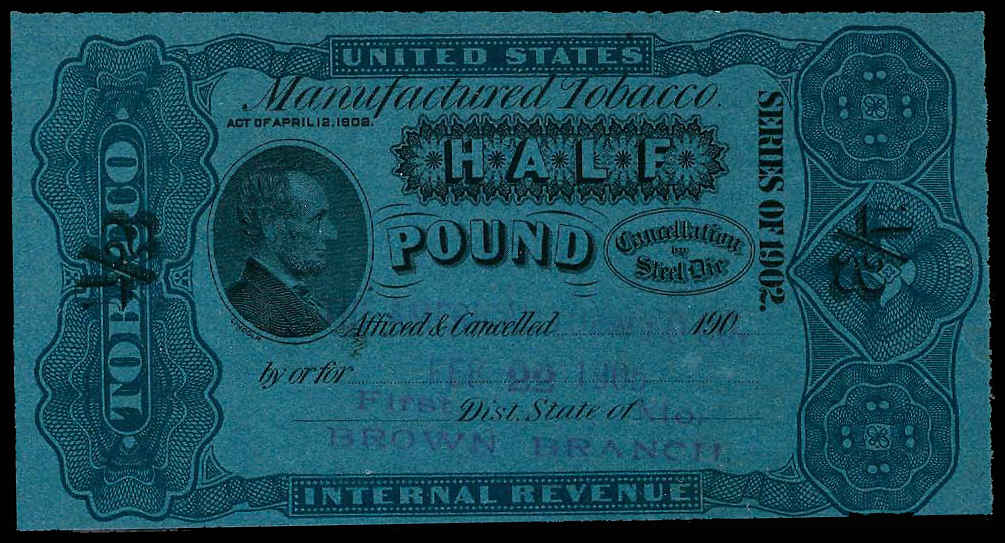 UNITED STATES
Manufactured Tobacco.
ACT OF APRIL 12, 1902.
HALF
POUND
Cancellation
by
Steel Die
SERIES OF 1902.
TOBACCO
1/2
1/2
LINCOLN
Affixed & Cancelled 190
by or for
FEB 22
First Mo.
Dist. State of
BROWN BRANCH.
INTERNAL REVENUE